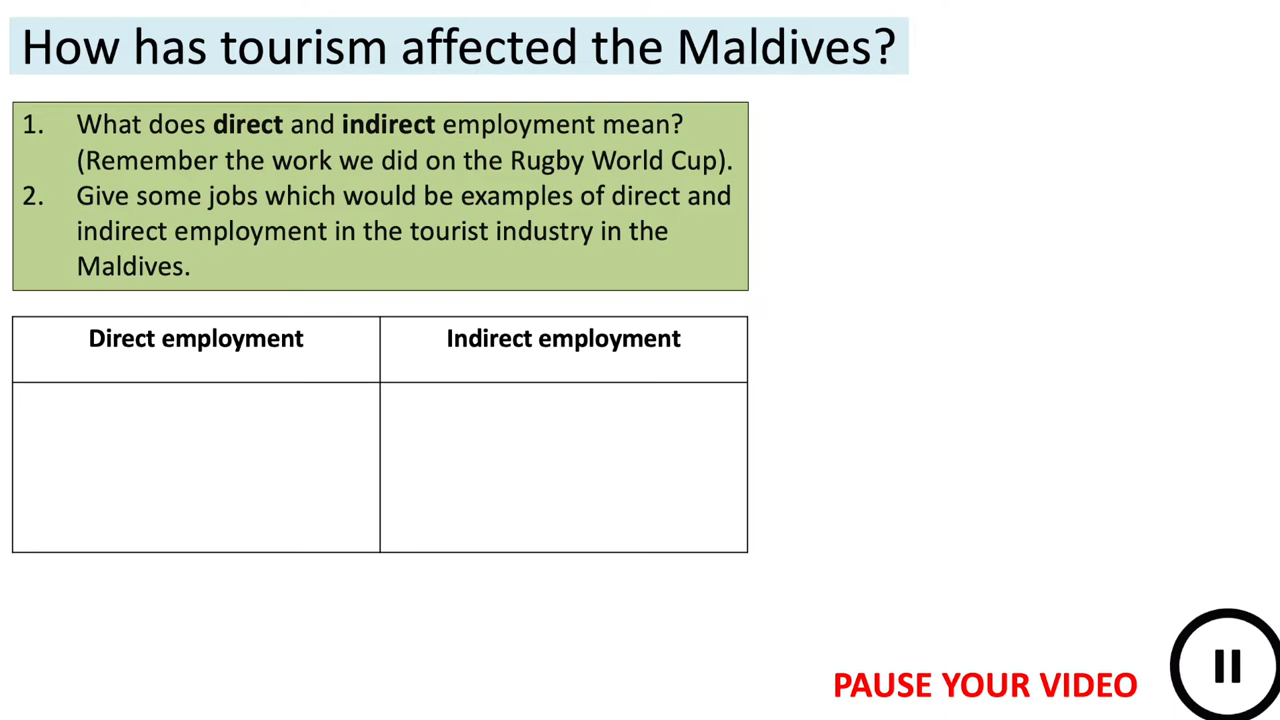 How has tourism affected the Maldives?
1. What does direct and indirect employment mean?
(Remember the work we did on the Rugby World Cup).
2. Give some jobs which would be examples of direct and
indirect employment in the tourist industry in the
Maldives.
Direct employment
Indirect employment
PAUSE YOUR VIDEO